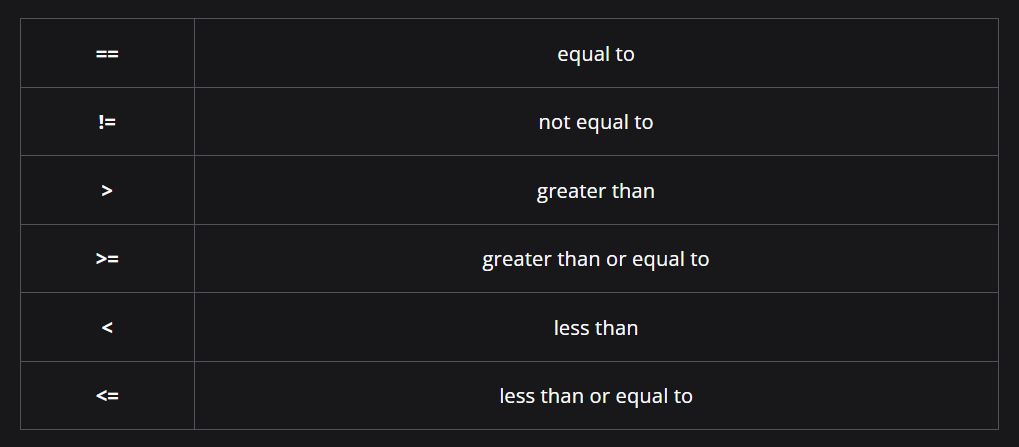 == equal to
!= not equal to
> greater than
>= greater than or equal to
< less than
<= less than or equal to